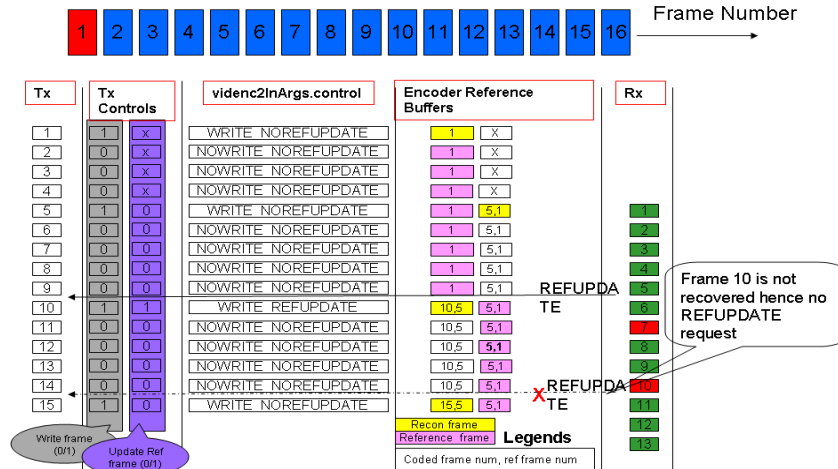 1 2 3 4 5 6 7 8 9 10 11 12 13 14 15 16 Frame Number
Tx
Tx Controls
videnc2InArgs.control
Encoder Reference Buffers
Rx
1 1 x WRITE NOREFUPDATE 1 X
2 0 x NOWRITE NOREFUPDATE 1 X
3 0 x NOWRITE NOREFUPDATE 1 X
4 0 x NOWRITE NOREFUPDATE 1 X
5 1 0 WRITE NOREFUPDATE 1 5,1 1
6 0 0 NOWRITE NOREFUPDATE 1 5,1 2
7 0 0 NOWRITE NOREFUPDATE 1 5,1 3
8 0 0 NOWRITE NOREFUPDATE 1 5,1 4
9 0 0 NOWRITE NOREFUPDATE 1 5,1 5
REFUPDA
TE
10 1 1 WRITE REFUPDATE 10,5 5,1 6
11 0 0 NOWRITE NOREFUPDATE 10,5 5,1 7
12 0 0 NOWRITE NOREFUPDATE 10,5 5,1 8
13 0 0 NOWRITE NOREFUPDATE 10,5 5,1 9
14 0 0 NOWRITE NOREFUPDATE 10,5 5,1 10
X REFUPDA
TE
15 1 0 WRITE NOREFUPDATE 15,5 5,1 11
12
13
Frame 10 is not
recovered hence no
REFUPDATE
request
Write frame
(0/1)
Update Ref
frame (0/1)
Recon frame
Reference frame
Legends
Coded frame num, ref frame num